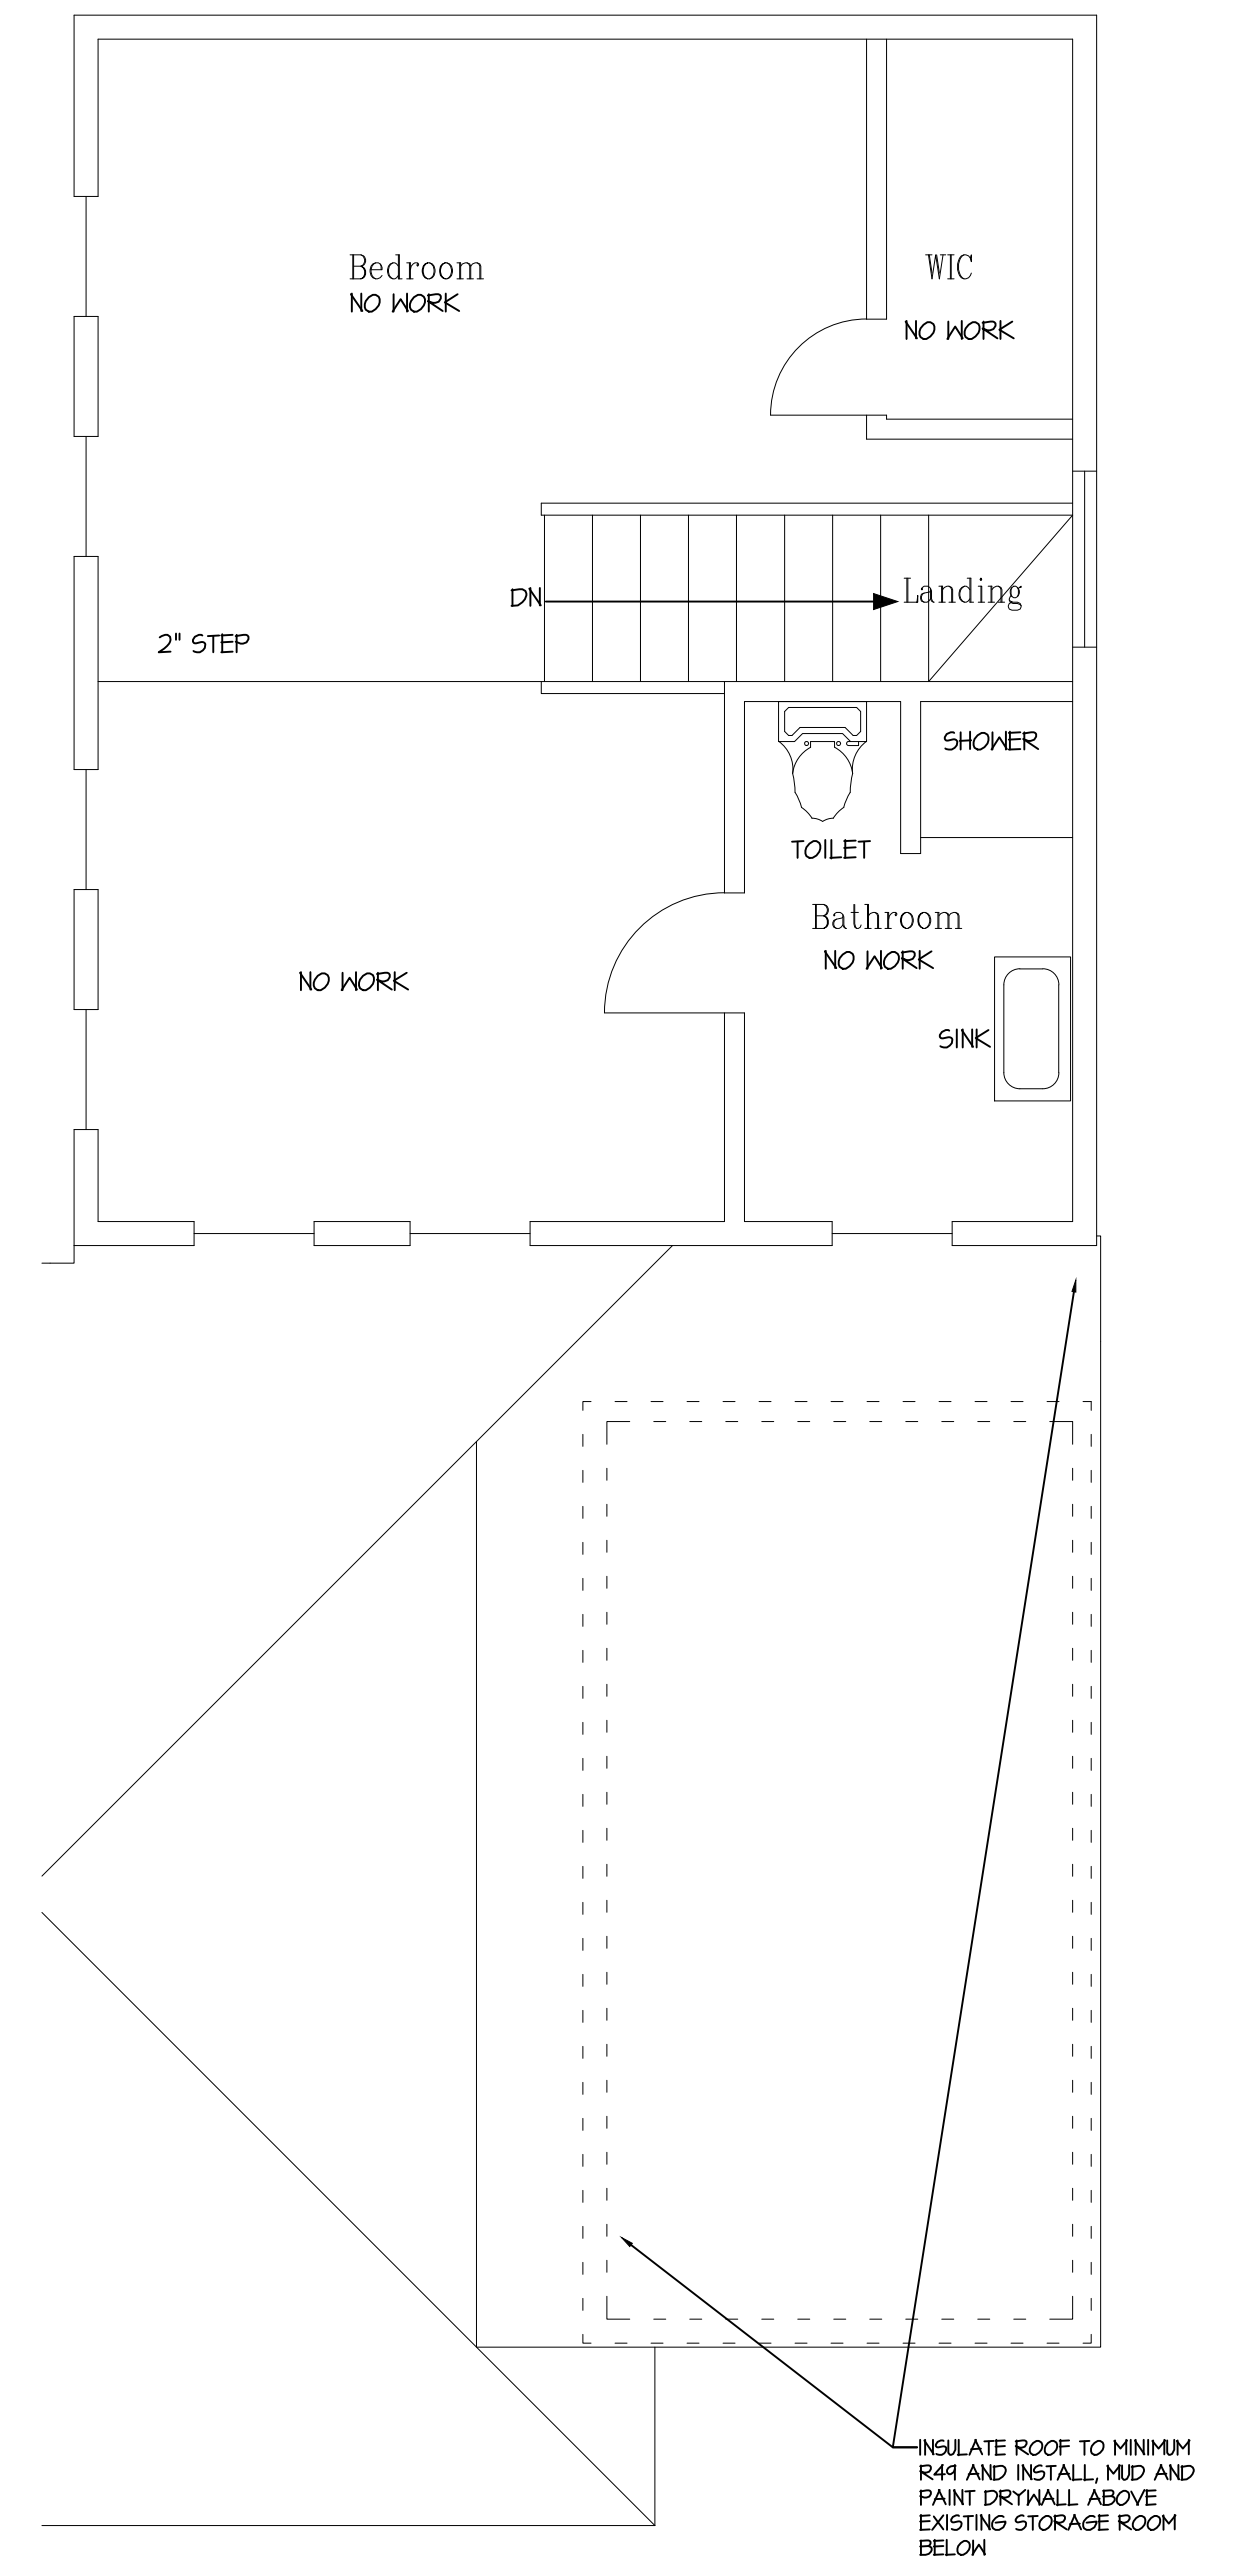 Bedroom
NO WORK
WIC
NO WORK
DN
Landing
2" STEP
SHOWER
TOILET
Bathroom
NO WORK
NO WORK
SINK
INSULATE ROOF TO MINIMUM
R49 AND INSTALL, MUD AND
PAINT DRYWALL ABOVE
EXISTING STORAGE ROOM
BELOW